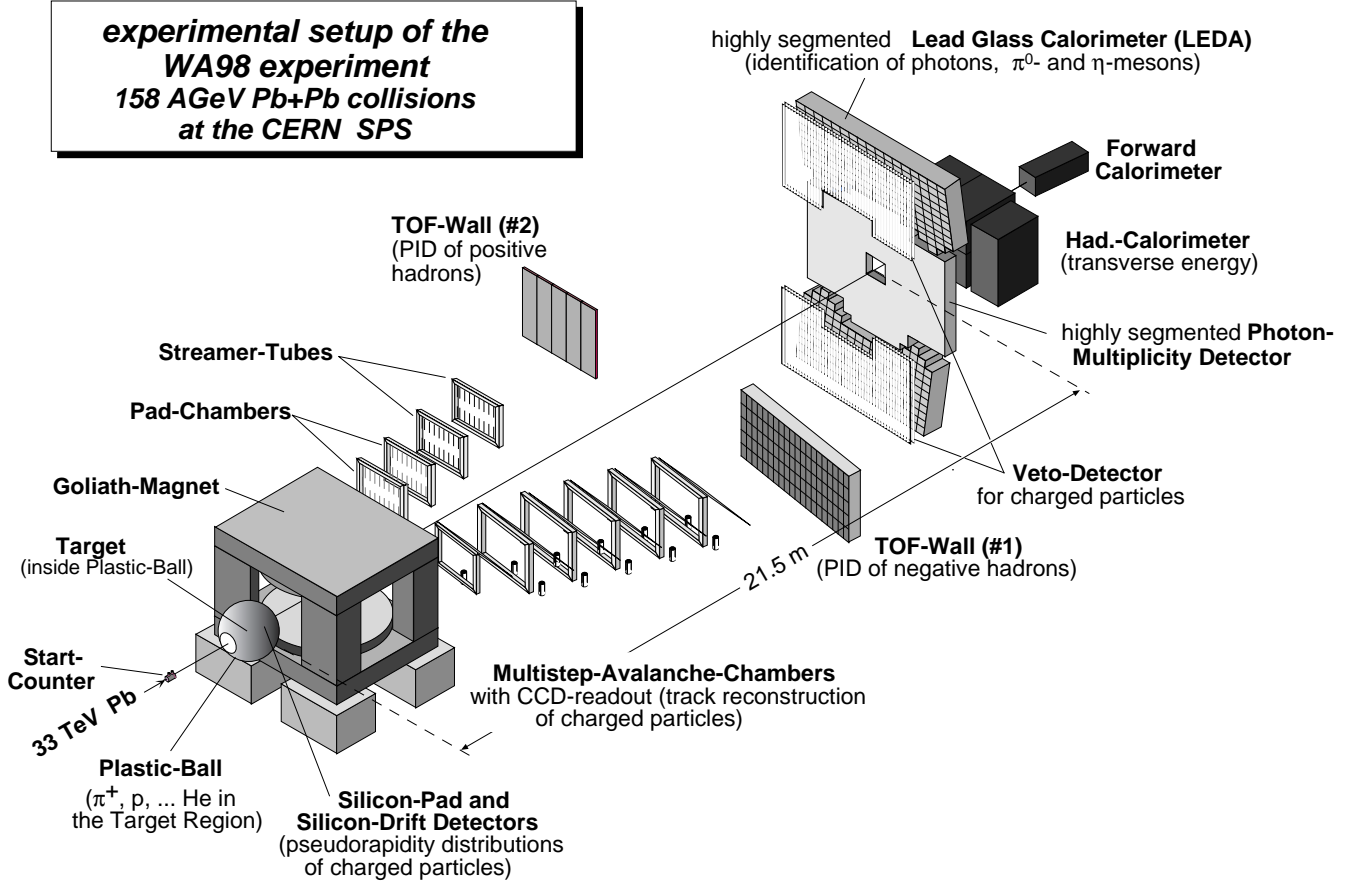 experimental setup of the
WA98 experiment
158 AGeV Pb+Pb collisions
at the CERN SPS
highly segmented Lead Glass Calorimeter (LEDA)
(identification of photons, π⁰- and η-mesons)
Forward
Calorimeter
TOF-Wall (#2)
(PID of positive
hadrons)
Had.-Calorimeter
(transverse energy)
highly segmented Photon-
Multiplicity Detector
Streamer-Tubes
Pad-Chambers
Goliath-Magnet
Veto-Detector
for charged particles
Target
(inside Plastic-Ball)
TOF-Wall (#1)
(PID of negative hadrons)
21.5 m
Start-
Counter
33 TeV Pb
Multistep-Avalanche-Chambers
with CCD-readout (track reconstruction
of charged particles)
Plastic-Ball
(π⁺, p, ... He in
the Target Region)
Silicon-Pad and
Silicon-Drift Detectors
(pseudorapidity distributions
of charged particles)